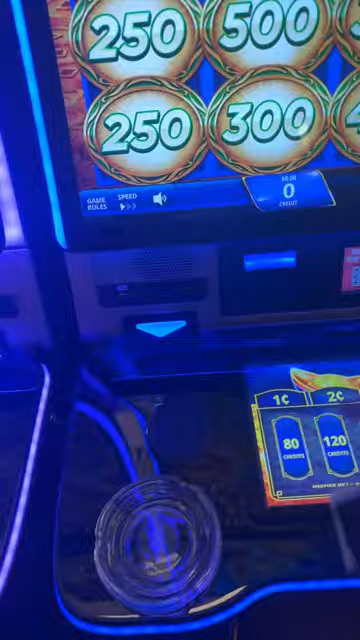 250 500
250 300
GAME RULES
SPEED
$0.00
0
CREDIT
1¢ 2¢
80 CREDITS
120 CREDITS